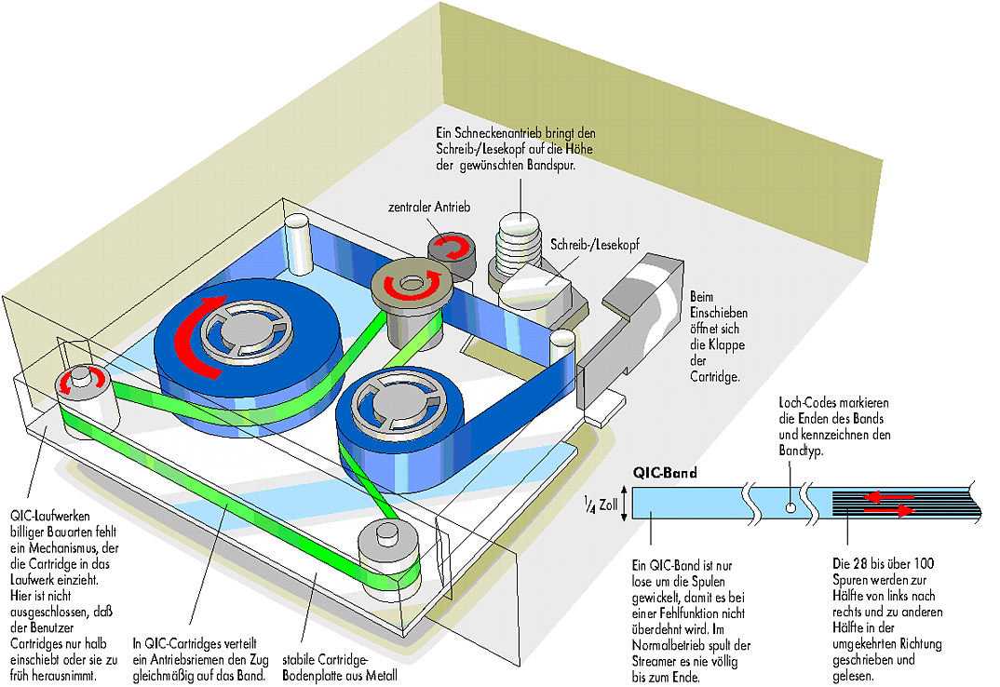 Ein Schneckenantrieb bringt den
Schreib-/Lesekopf auf die Höhe
der gewünschten Bandspur.
zentraler Antrieb
Schreib-/Lesekopf
Beim
Einschieben
öffnet sich
die Klappe
der
Cartridge.
Loch-Codes markieren
die Enden des Bands
und kennzeichnen den
Bandtyp.
QIC-Band
1/4 Zoll
QIC-Laufwerken
billiger Bauarten fehlt
ein Mechanismus, der
die Cartridge in das
Laufwerk einzieht.
Hier ist nicht
ausgeschlossen, daß
der Benutzer
Cartridges nur halb
einschiebt oder sie zu
früh herausnimmt.
In QIC-Cartridges verteilt
ein Antriebsriemen den Zug
gleichmäßig auf das Band.
stabile Cartridge-
Bodenplatte aus Metall
Ein QIC-Band ist nur
lose um die Spulen
gewickelt, damit es bei
einer Fehlfunktion nicht
überdehnt wird. Im
Normalbetrieb spult der
Streamer es nie völlig
bis zum Ende.
Die 28 bis über 100
Spuren werden zur
Hälfte von links nach
rechts und zu anderen
Hälfte in der
umgekehrten Richtung
geschrieben und
gelesen.